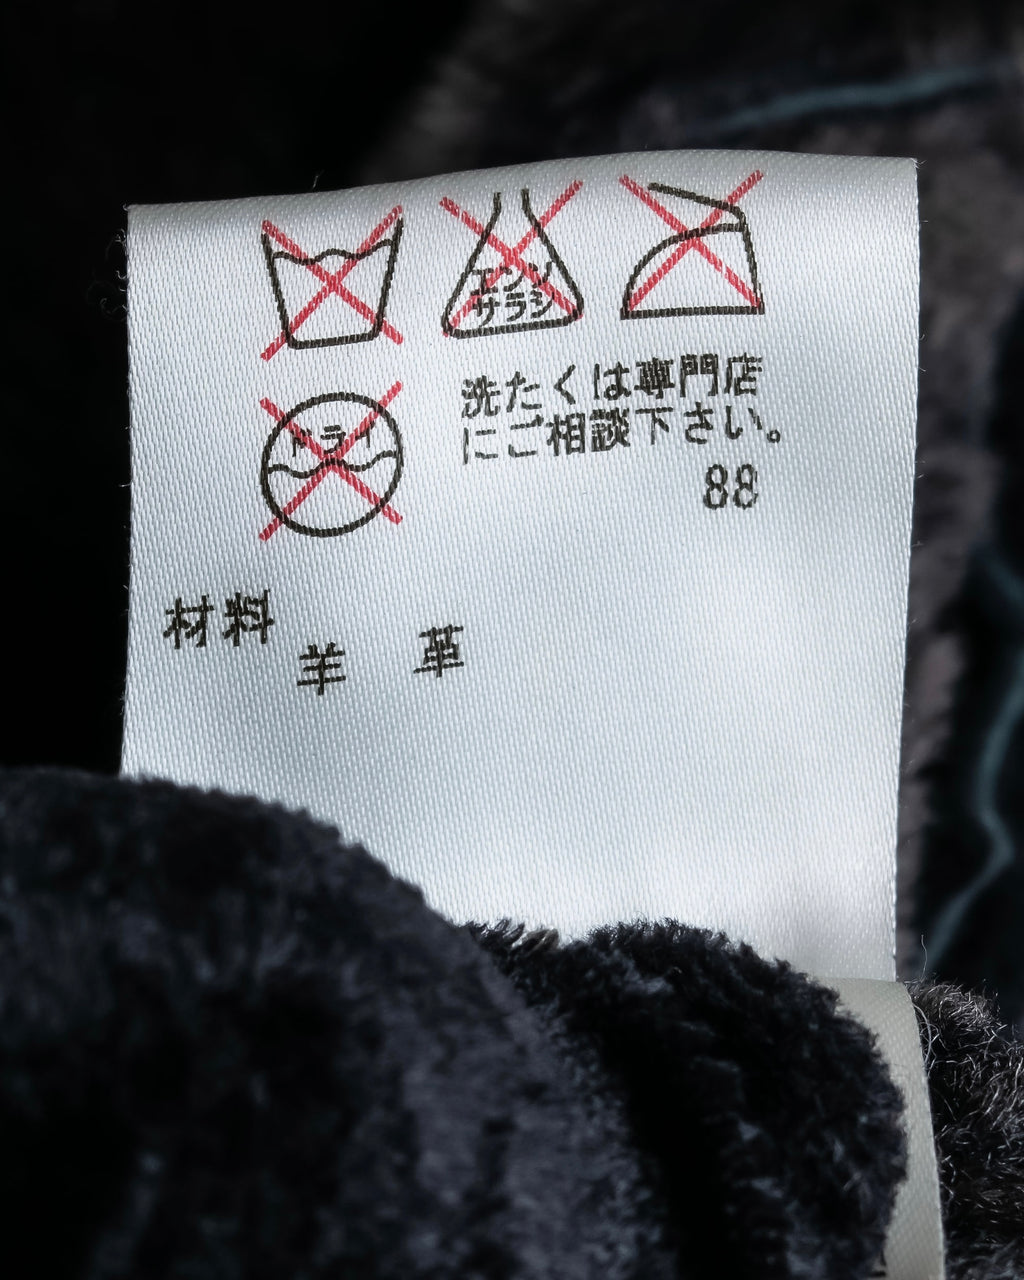 エンソ
サラシ
ドライ
洗たくは専門店
にご相談下さい。
88
材料
羊 革